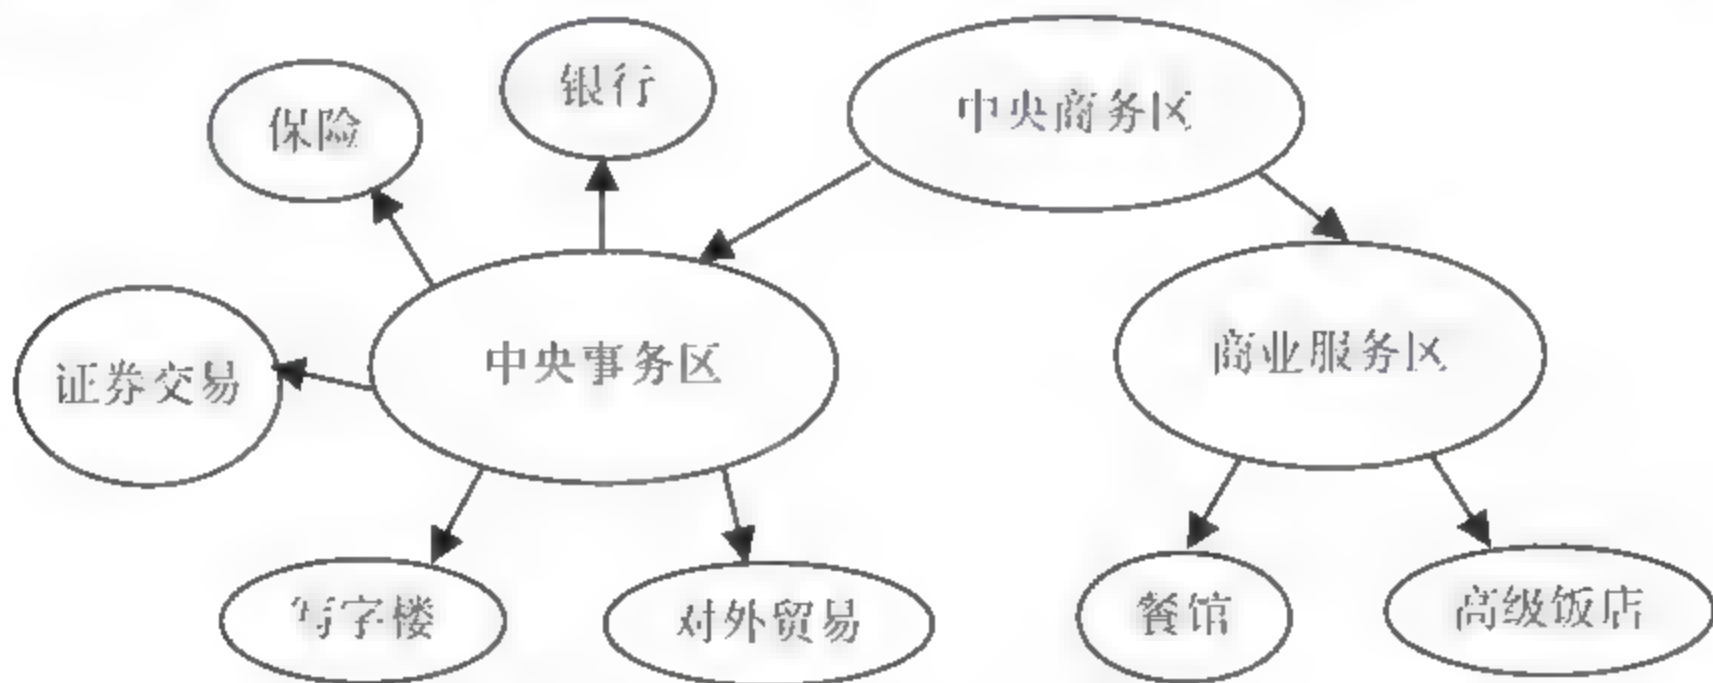 银行
中央商务区
保险
中央事务区
商业服务区
证券交易
写字楼
对外贸易
餐馆
高级饭店